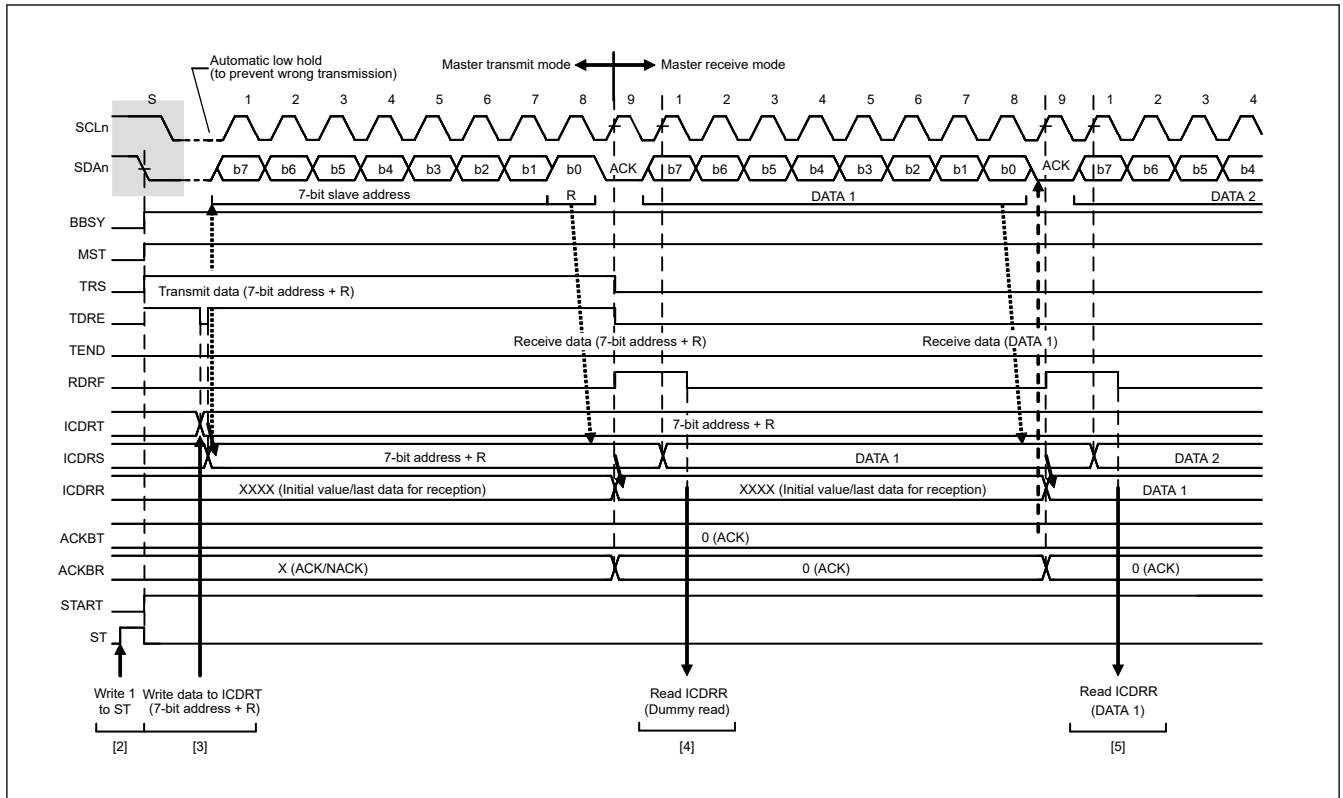 Automatic low hold
(to prevent wrong transmission)
Master transmit mode
Master receive mode
S 1 2 3 4 5 6 7 8 9 1 2 3 4 5 6 7 8 9 1 2 3 4
SCLn
SDAn b7 b6 b5 b4 b3 b2 b1 b0 ACK b7 b6 b5 b4 b3 b2 b1 b0 ACK b7 b6 b5 b4
7-bit slave address R DATA 1 DATA 2
BBSY
MST
TRS
Transmit data (7-bit address + R)
TDRE
Receive data (7-bit address + R) Receive data (DATA 1)
TEND
RDRF
ICDRT 7-bit address + R
ICDRS 7-bit address + R DATA 1 DATA 2
ICDRR XXXX (Initial value/last data for reception) XXXX (Initial value/last data for reception) DATA 1
ACKBT 0 (ACK)
ACKBR X (ACK/NACK) 0 (ACK) 0 (ACK)
START
ST
Write 1
to ST
Write data to ICDRT
(7-bit address + R)
Read ICDRR
(Dummy read)
Read ICDRR
(DATA 1)
[2] [3] [4] [5]